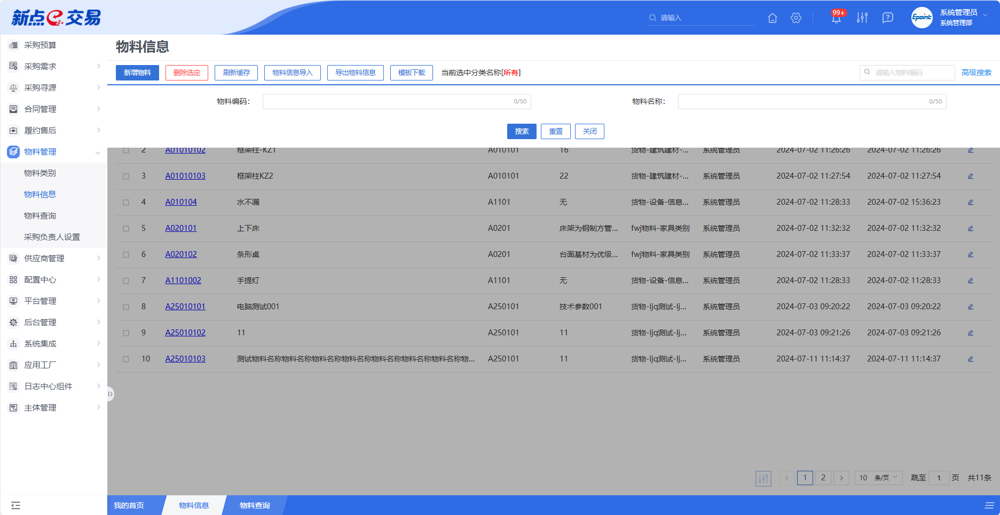 新点e交易
请输入
99+
Epoint
系统管理员
系统管理部
采购预算
采购需求
采购寻源
合同管理
履约售后
物料管理
物料类别
物料信息
物料查询
采购负责人设置
供应商管理
配置中心
平台管理
后台管理
系统集成
应用工厂
日志中心组件
主体管理
物料信息
新增物料 删除选定 刷新缓存 物料信息导入 导出物料信息 模板下载 当前选中分类名称[所有] 请输入物料编码 高级搜索
物料编码: 0/50 物料名称: 0/50
搜索 重置 关闭
2 A01010102 框架柱-KZ1 A010101 16 货物-建筑建材-... 系统管理员 2024-07-02 11:26:26 2024-07-02 11:26:26
3 A01010103 框架柱KZ2 A010101 22 货物-建筑建材-... 系统管理员 2024-07-02 11:27:54 2024-07-02 11:27:54
4 A010104 水不漏 A1101 无 货物-设备-信息... 系统管理员 2024-07-02 11:28:33 2024-07-02 15:36:23
5 A020101 上下床 A0201 床架为钢制方管... fwj物料-家具类别 系统管理员 2024-07-02 11:32:32 2024-07-02 11:32:32
6 A020102 条形桌 A0201 台面基材为优级... fwj物料-家具类别 系统管理员 2024-07-02 11:33:37 2024-07-02 11:33:37
7 A1101002 手提灯 A1101 无 货物-设备-信息... 系统管理员 2024-07-02 11:28:33 2024-07-02 11:28:33
8 A25010101 电脑测试001 A250101 技术参数001 货物-ljq测试-lj... 系统管理员 2024-07-03 09:20:22 2024-07-03 09:20:22
9 A25010102 11 A250101 11 货物-ljq测试-lj... 系统管理员 2024-07-03 09:21:26 2024-07-03 09:21:26
10 A25010103 测试物料名称物料名称物料名称物料名称物料名称物料名称物料名称物... A250101 11 货物-ljq测试-lj... 系统管理员 2024-07-11 11:14:37 2024-07-11 11:14:37
1 2 10 条/页 跳至 1 页 共11条
我的首页 物料信息 物料查询